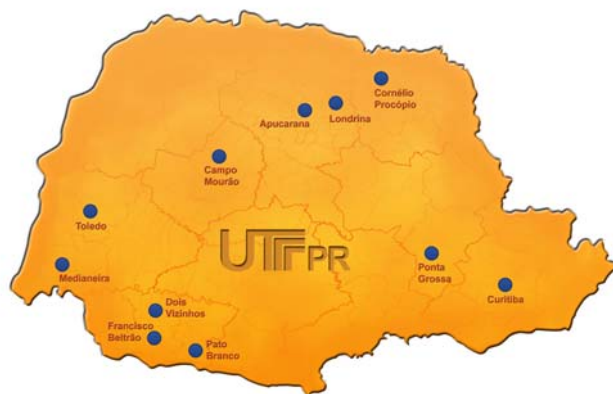 Cornélio
Procópio
Apucarana
Londrina
Campo
Mourão
Toledo
UTFPR
Ponta
Grossa
Medianeira
Curitiba
Dois
Vizinhos
Francisco
Beltrão
Pato
Branco